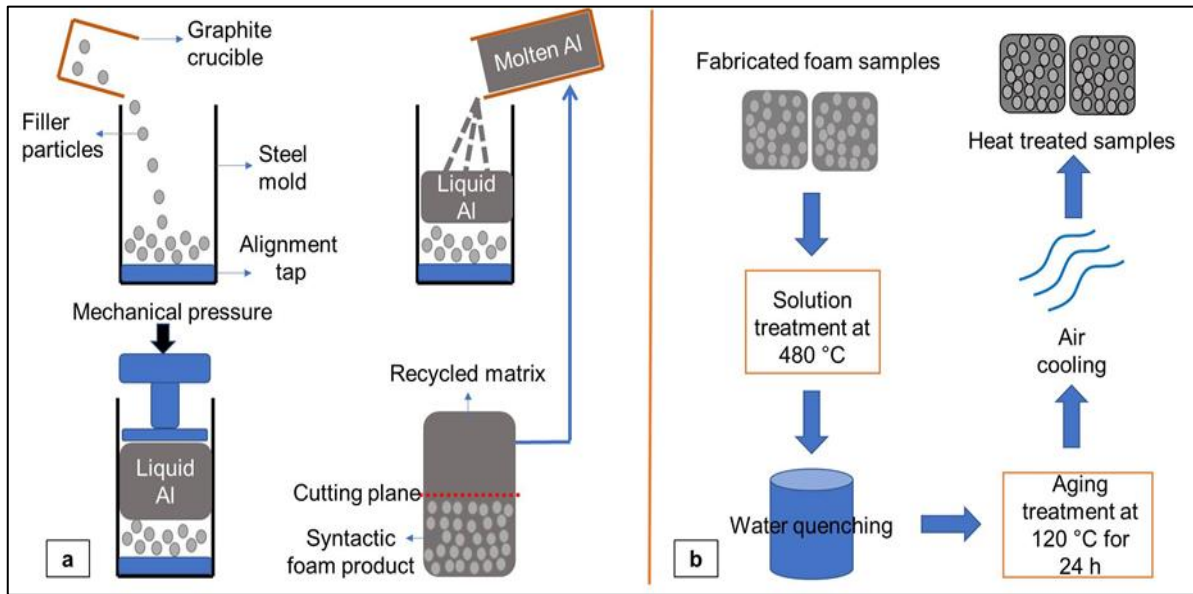 Graphite
crucible
Filler
particles
Steel
mold
Alignment
tap
Molten Al
Liquid
Al
Mechanical pressure
Liquid
Al
Recycled matrix
Cutting plane
Syntactic
foam product
a
Fabricated foam samples
Solution
treatment at
480 °C
Water quenching
Aging
treatment at
120 °C for
24 h
Air
cooling
Heat treated samples
b